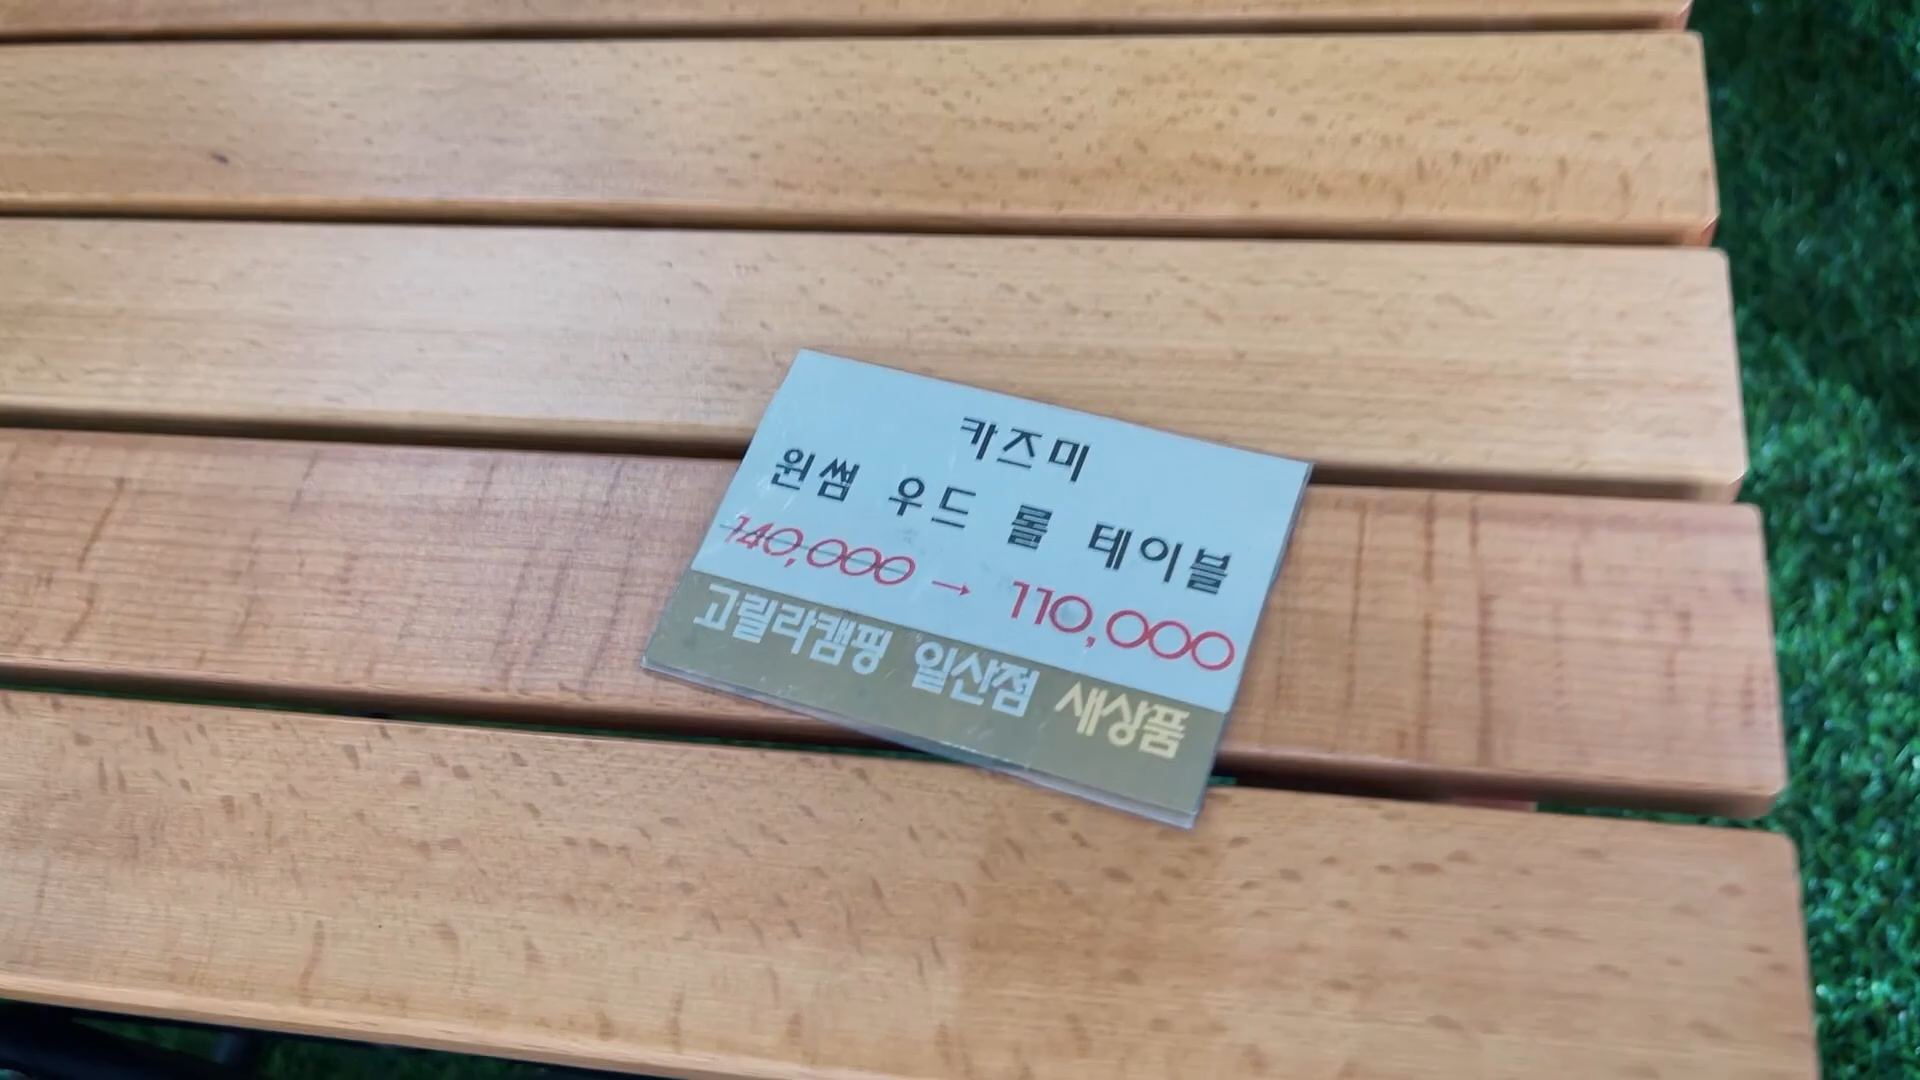 카즈미
윈썸 우드 롤 테이블
140,000 → 110,000
고릴라캠핑 일산점 새상품